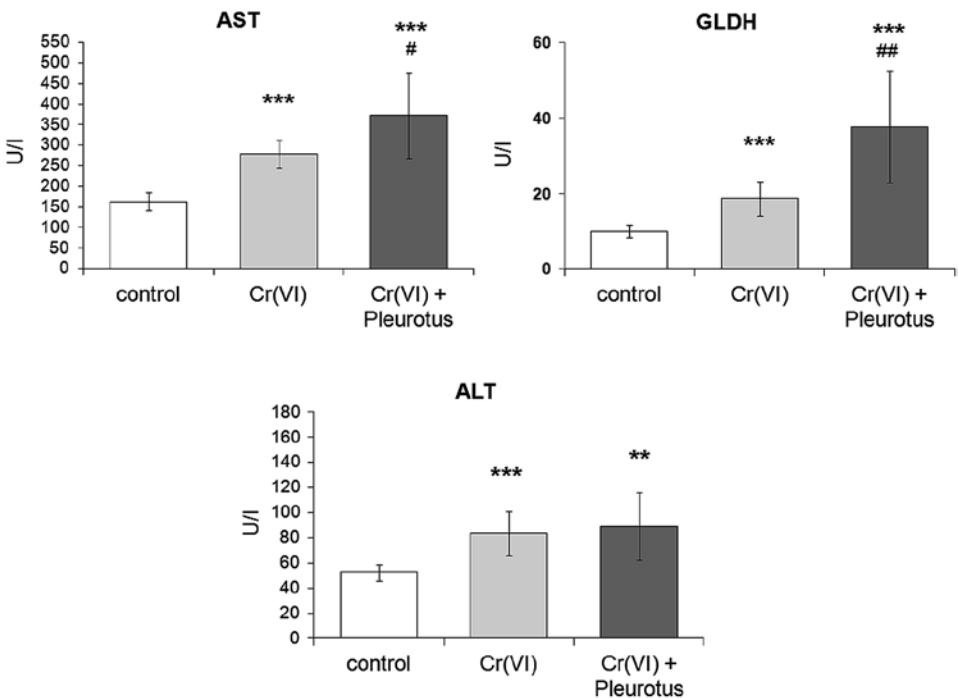 AST
***
#
***
550
500
450
400
350
300
250
200
150
100
50
0
U/l
control
Cr(VI)
Cr(VI) +
Pleurotus
GLDH
***
##
***
60
40
20
0
U/l
control
Cr(VI)
Cr(VI) +
Pleurotus
ALT
***
**
180
160
140
120
100
80
60
40
20
0
U/l
control
Cr(VI)
Cr(VI) +
Pleurotus